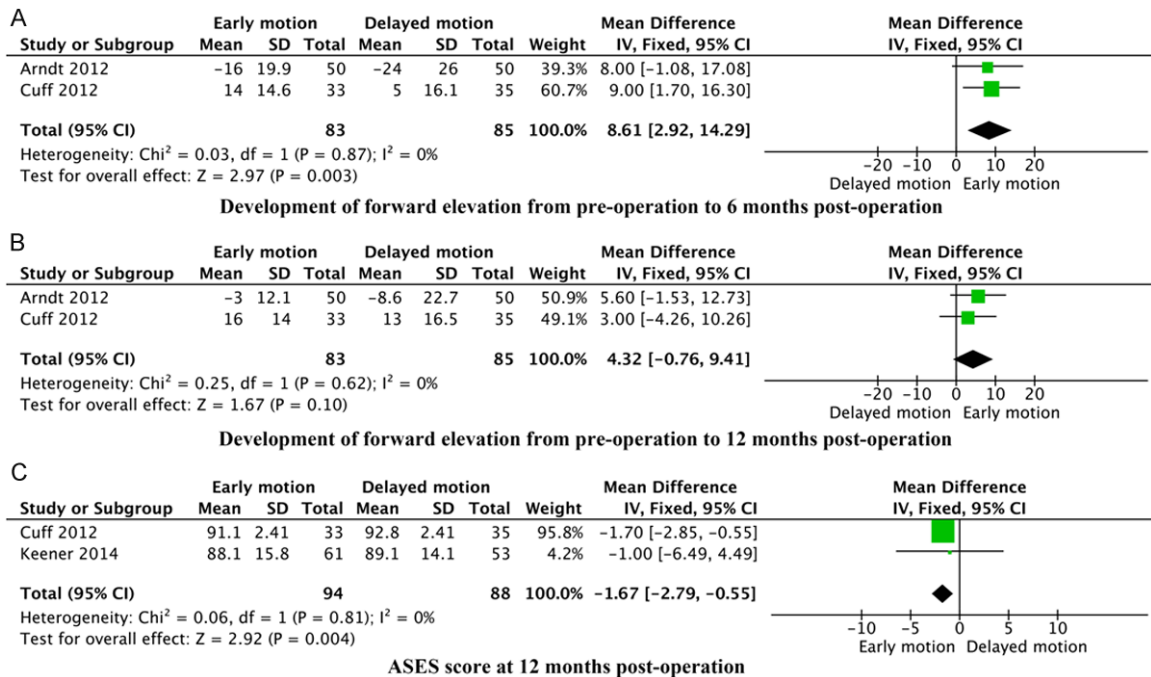 A
Early motion Delayed motion Mean Difference Mean Difference
Study or Subgroup Mean SD Total Mean SD Total Weight IV, Fixed, 95% CI IV, Fixed, 95% CI
Arndt 2012 −16 19.9 50 −24 26 50 39.3% 8.00 [−1.08, 17.08]
Cuff 2012 14 14.6 33 5 16.1 35 60.7% 9.00 [1.70, 16.30]
Total (95% CI) 83 85 100.0% 8.61 [2.92, 14.29]
Heterogeneity: Chi² = 0.03, df = 1 (P = 0.87); I² = 0%
Test for overall effect: Z = 2.97 (P = 0.003)
−20 −10 0 10 20
Delayed motion Early motion
Development of forward elevation from pre-operation to 6 months post-operation
B
Early motion Delayed motion Mean Difference Mean Difference
Study or Subgroup Mean SD Total Mean SD Total Weight IV, Fixed, 95% CI IV, Fixed, 95% CI
Arndt 2012 −3 12.1 50 −8.6 22.7 50 50.9% 5.60 [−1.53, 12.73]
Cuff 2012 16 14 33 13 16.5 35 49.1% 3.00 [−4.26, 10.26]
Total (95% CI) 83 85 100.0% 4.32 [−0.76, 9.41]
Heterogeneity: Chi² = 0.25, df = 1 (P = 0.62); I² = 0%
Test for overall effect: Z = 1.67 (P = 0.10)
−20 −10 0 10 20
Delayed motion Early motion
Development of forward elevation from pre-operation to 12 months post-operation
C
Early motion Delayed motion Mean Difference Mean Difference
Study or Subgroup Mean SD Total Mean SD Total Weight IV, Fixed, 95% CI IV, Fixed, 95% CI
Cuff 2012 91.1 2.41 33 92.8 2.41 35 95.8% −1.70 [−2.85, −0.55]
Keener 2014 88.1 15.8 61 89.1 14.1 53 4.2% −1.00 [−6.49, 4.49]
Total (95% CI) 94 88 100.0% −1.67 [−2.79, −0.55]
Heterogeneity: Chi² = 0.06, df = 1 (P = 0.81); I² = 0%
Test for overall effect: Z = 2.92 (P = 0.004)
−10 −5 0 5 10
Early motion Delayed motion
ASES score at 12 months post-operation